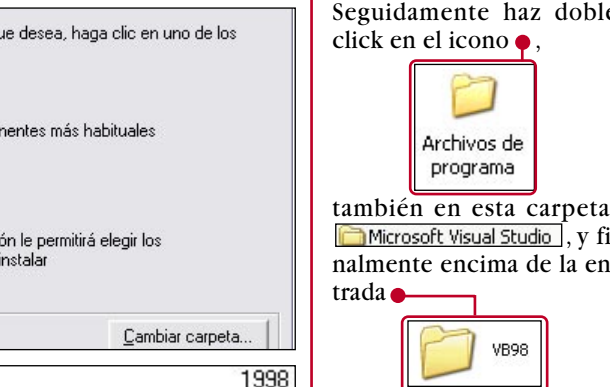 ue desea, haga clic en uno de los
nentes más habituales
ón le permitirá elegir los
instalar
Cambiar carpeta...
1998
Seguidamente haz doble
click en el icono ,
Archivos de
programa
también en esta carpeta
Microsoft Visual Studio , y fi
nalmente encima de la en
trada
VB98